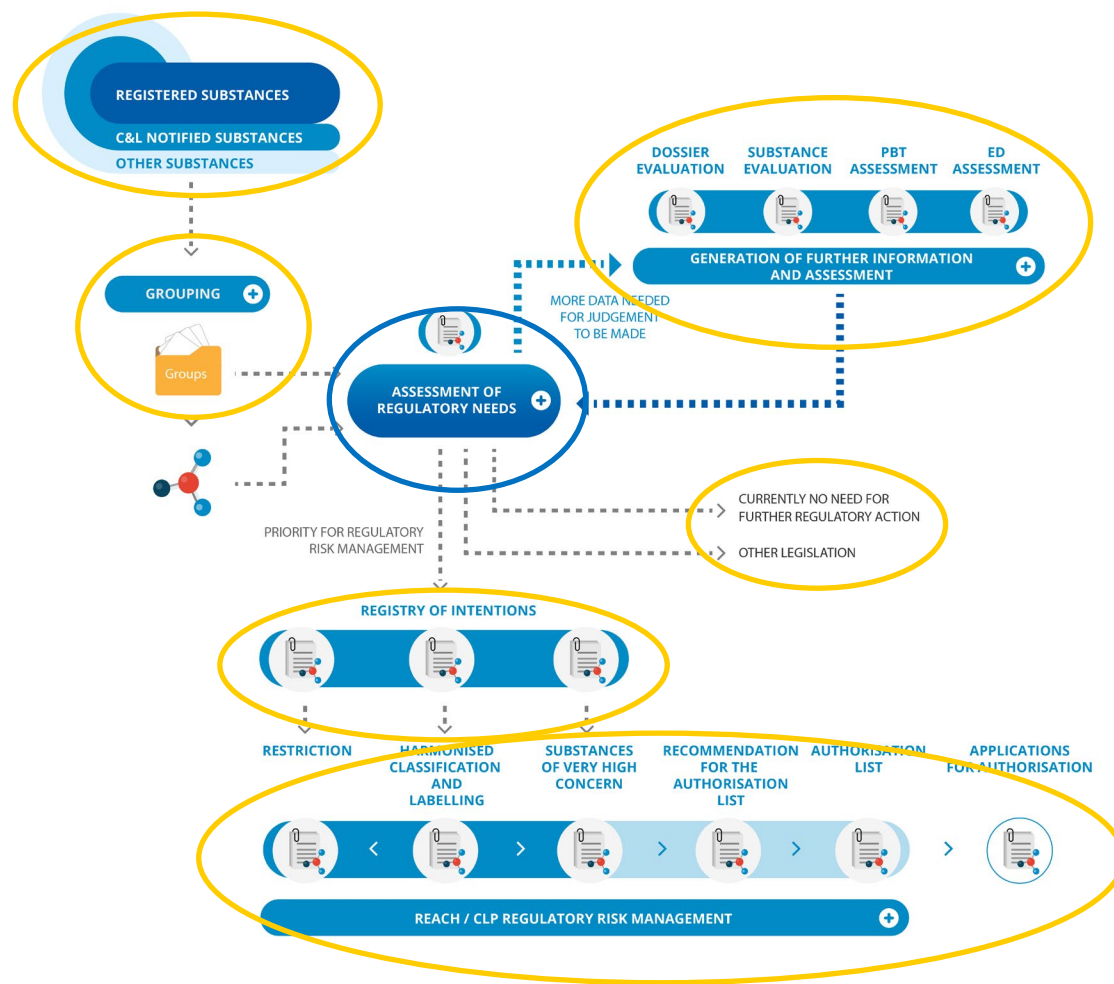 REGISTERED SUBSTANCES
C&L NOTIFIED SUBSTANCES
OTHER SUBSTANCES
DOSSIER
EVALUATION
SUBSTANCE
EVALUATION
PBT
ASSESSMENT
ED
ASSESSMENT
GENERATION OF FURTHER INFORMATION
AND ASSESSMENT
GROUPING
Groups
MORE DATA NEEDED
FOR JUDGEMENT
TO BE MADE
ASSESSMENT OF
REGULATORY NEEDS
CURRENTLY NO NEED FOR
FURTHER REGULATORY ACTION
OTHER LEGISLATION
PRIORITY FOR REGULATORY
RISK MANAGEMENT
REGISTRY OF INTENTIONS
RESTRICTION
HARMONISED
CLASSIFICATION
AND
LABELLING
SUBSTANCES
OF VERY HIGH
CONCERN
RECOMMENDATION
FOR THE
AUTHORISATION
LIST
AUTHORISATION
LIST
APPLICATIONS
FOR AUTHORISATION
REACH / CLP REGULATORY RISK MANAGEMENT